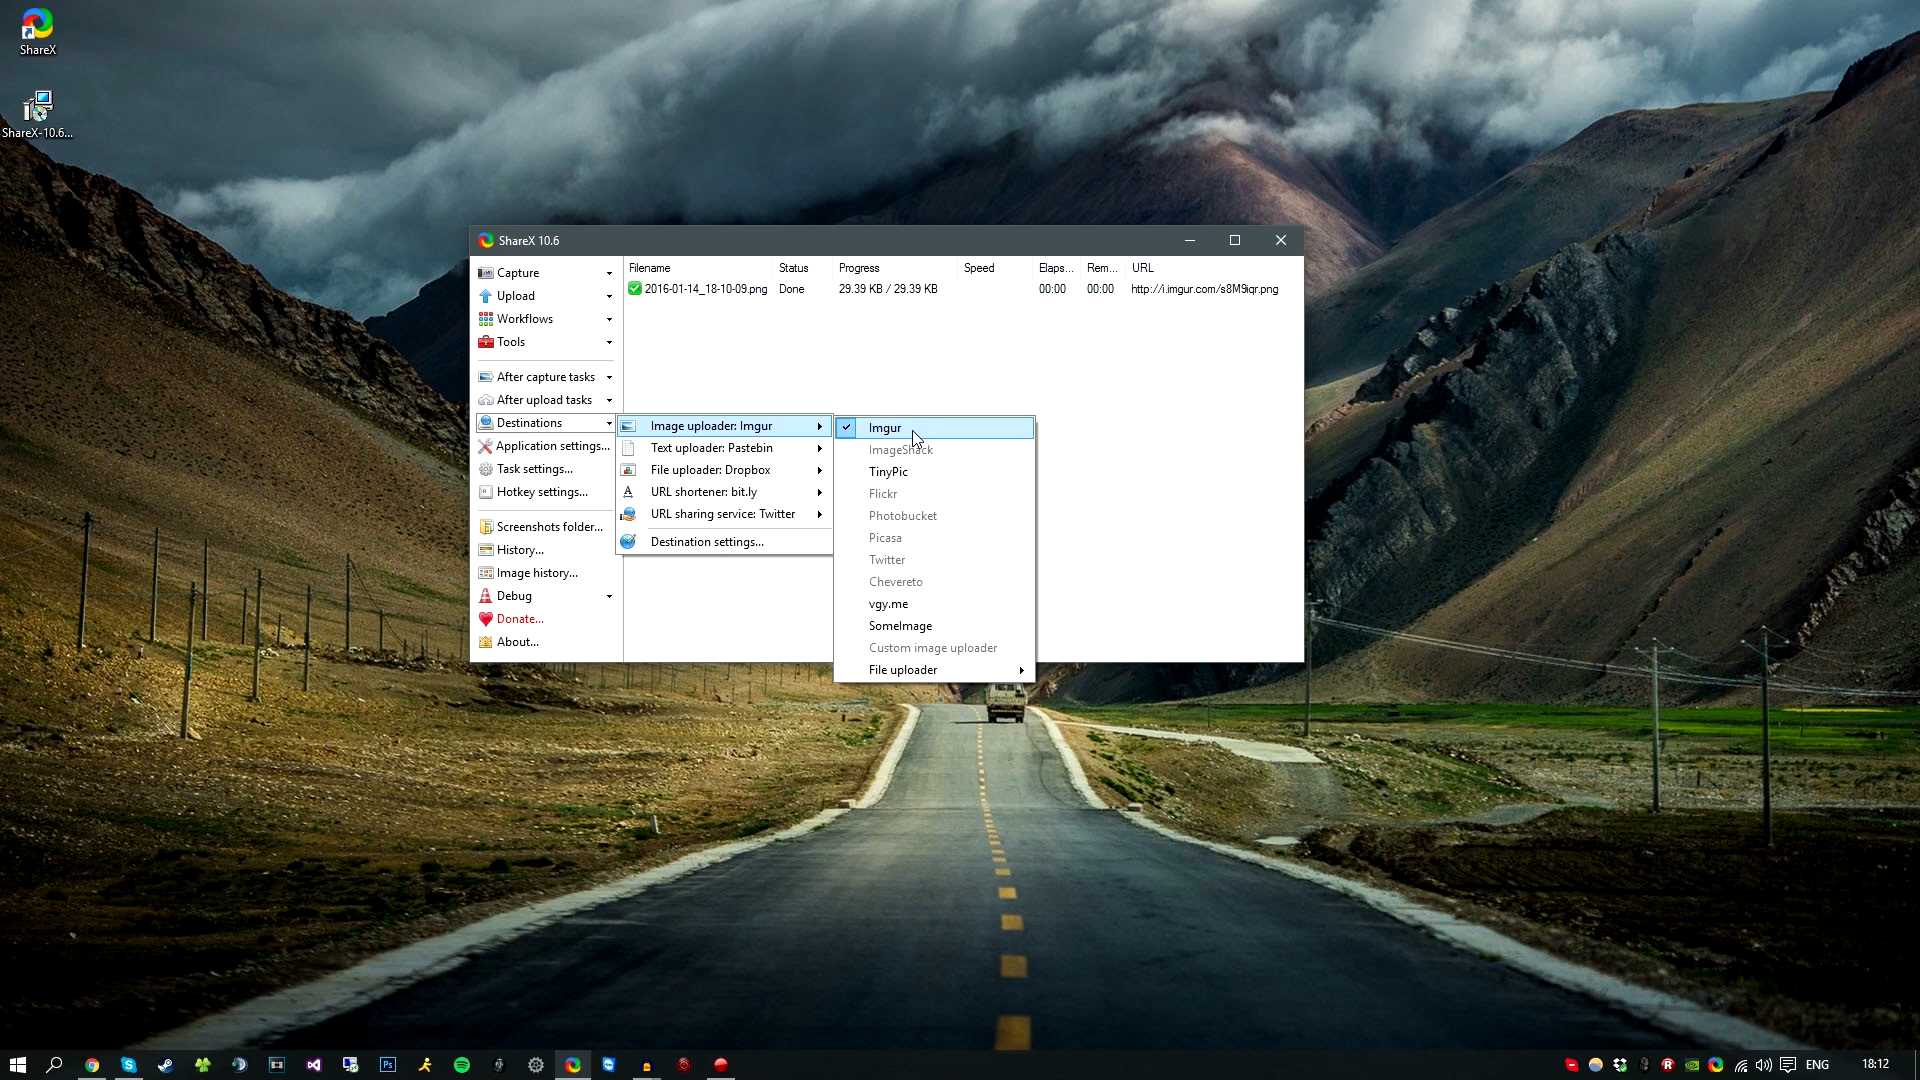 ShareX
ShareX-10.6...
ShareX 10.6
Capture
Upload
Workflows
Tools
After capture tasks
After upload tasks
Destinations
Application settings...
Task settings...
Hotkey settings...
Screenshots folder...
History...
Image history...
Debug
Donate...
About...
Filename Status Progress Speed Elaps... Rem... URL
2016-01-14_18-10-09.png Done 29.39 KB / 29.39 KB 00:00 00:00 http://i.imgur.com/s8M9iqr.png
Image uploader: Imgur
Text uploader: Pastebin
File uploader: Dropbox
URL shortener: bit.ly
URL sharing service: Twitter
Destination settings...
Imgur
ImageShack
TinyPic
Flickr
Photobucket
Picasa
Twitter
Chevereto
vgy.me
SomeImage
Custom image uploader
File uploader
Ps
ENG
18:12